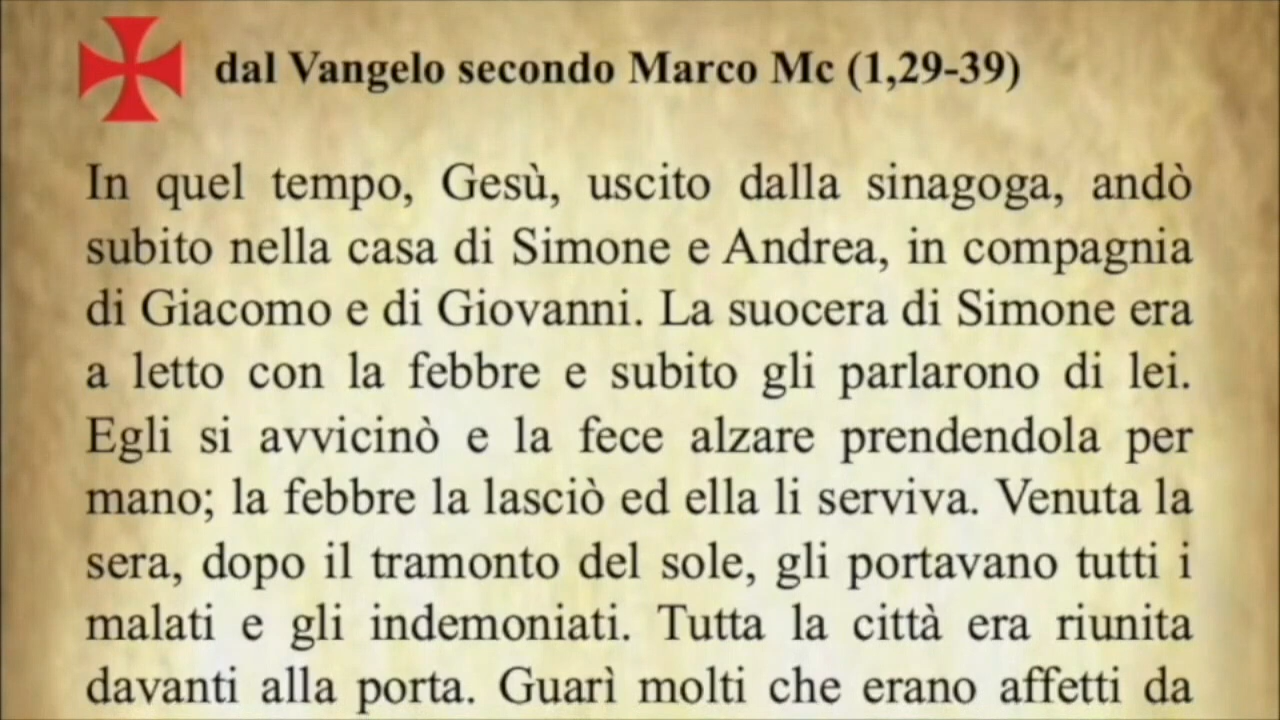 dal Vangelo secondo Marco Mc (1,29-39)
In quel tempo, Gesù, uscito dalla sinagoga, andò
subito nella casa di Simone e Andrea, in compagnia
di Giacomo e di Giovanni. La suocera di Simone era
a letto con la febbre e subito gli parlarono di lei.
Egli si avvicinò e la fece alzare prendendola per
mano; la febbre la lasciò ed ella li serviva. Venuta la
sera, dopo il tramonto del sole, gli portavano tutti i
malati e gli indemoniati. Tutta la città era riunita
davanti alla porta. Guarì molti che erano affetti da